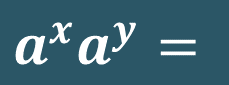 aˣaʸ =